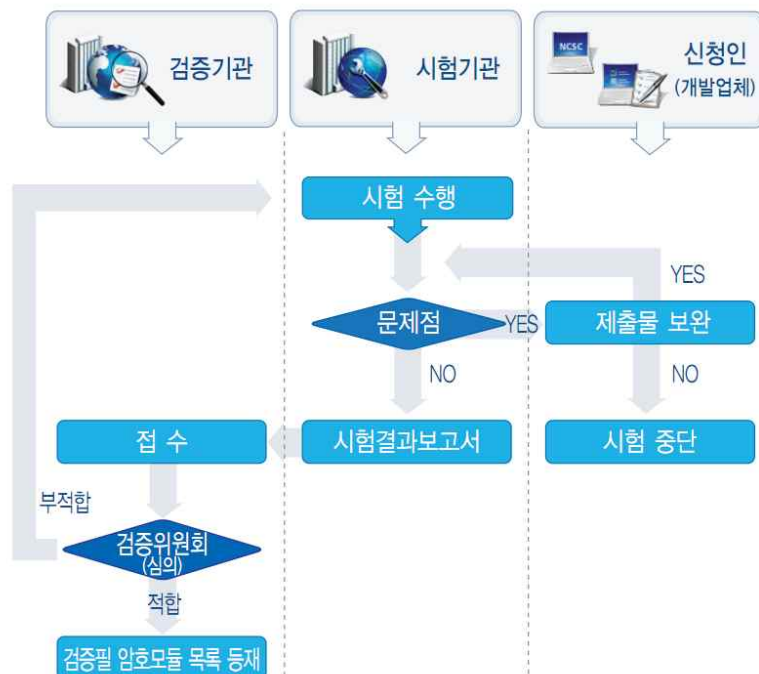 검증기관
시험기관
NCSC
신청인
(개발업체)
시험 수행
YES
문제점
YES
제출물 보완
NO
NO
접 수
시험결과보고서
시험 중단
부적합
검증위원회
(심의)
적합
검증필 암호모듈 목록 등재